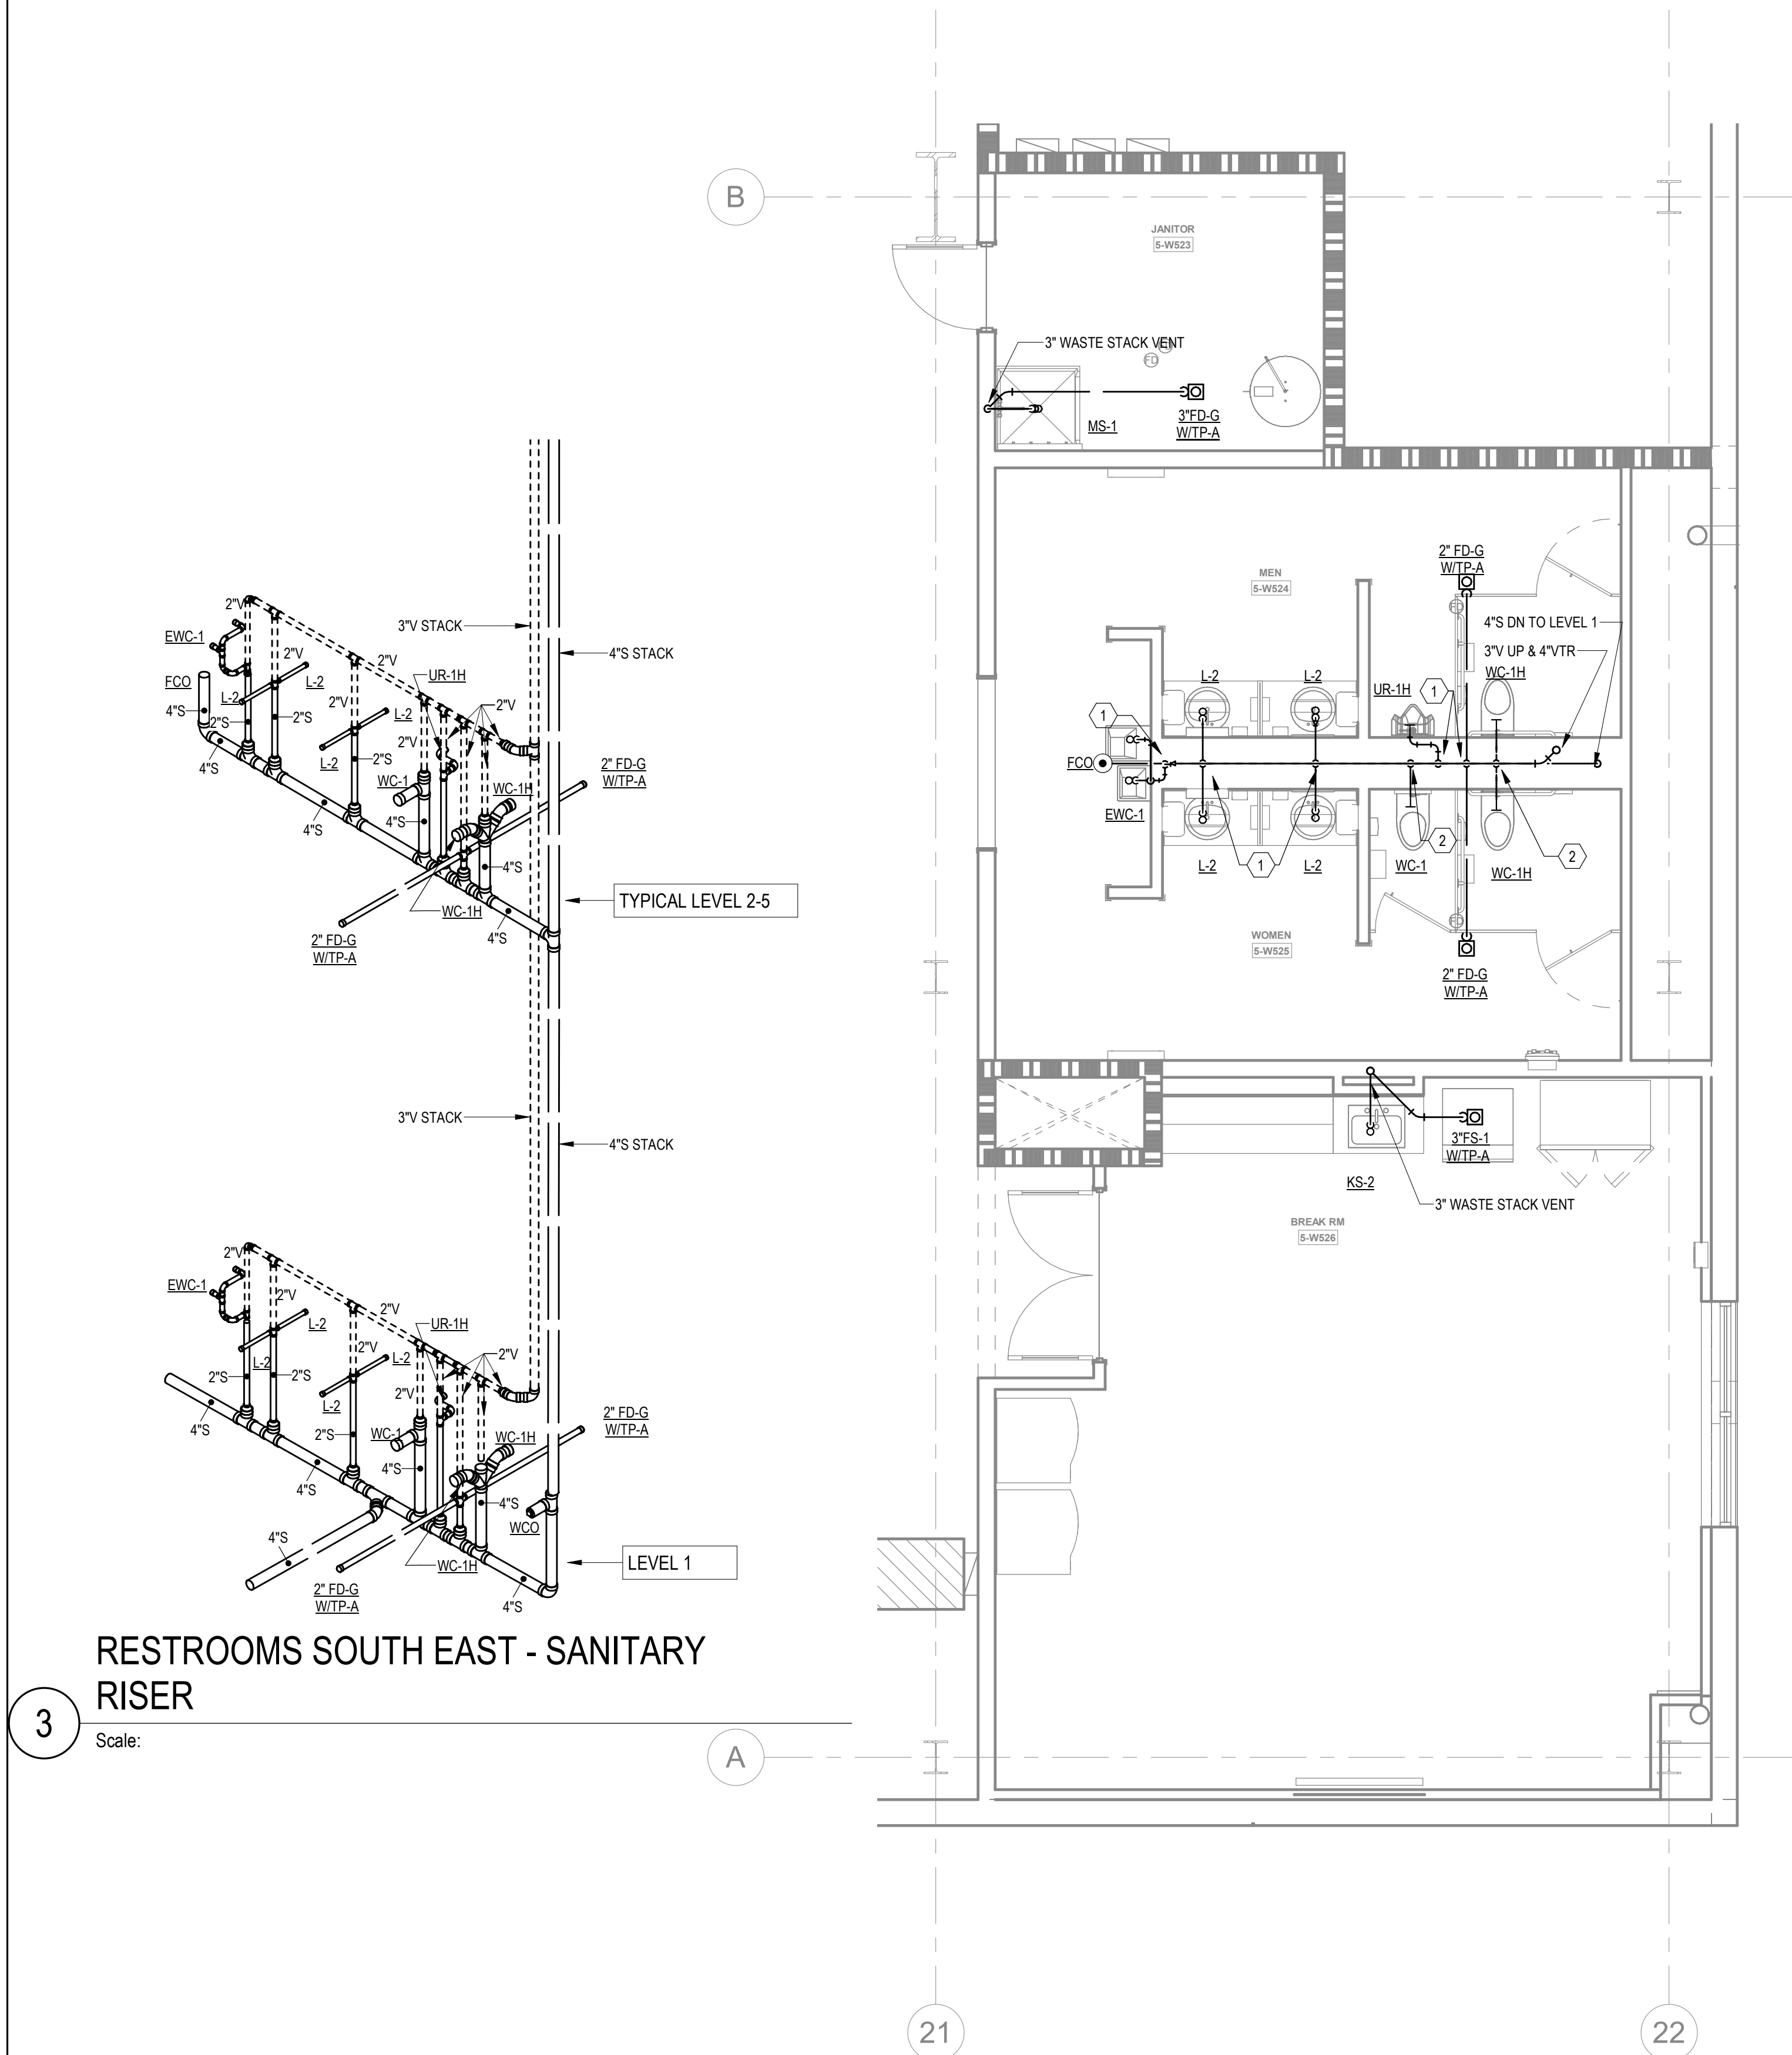 2"V
EWC-1
3"V STACK
4"S STACK
2"V
UR-1H
FCO
L-2
L-2
2"V
2"V
L-2
2"V
4"S
2"S
2"S
2"V
L-2
2"S
4"S
WC-1
WC-1H
2" FD-G
W/TP-A
4"S
4"S
4"S
4"S
WC-1H
TYPICAL LEVEL 2-5
2" FD-G
W/TP-A
3"V STACK
4"S STACK
2"V
EWC-1
2"V
2"V
L-2
UR-1H
2"V
L-2
L-2
2"V
2"S
2"S
2"V
L-2
4"S
2"S
WC-1
WC-1H
2" FD-G
W/TP-A
4"S
4"S
4"S
WCO
4"S
WC-1H
LEVEL 1
2" FD-G
W/TP-A
4"S
RESTROOMS SOUTH EAST - SANITARY
RISER
3
Scale:
B
JANITOR
5-W523
3" WASTE STACK VENT
FD
MS-1
3"FD-G
W/TP-A
2" FD-G
W/TP-A
MEN
5-W524
FD
4"S DN TO LEVEL 1
3"V UP & 4"VTR
WC-1H
L-2
L-2
UR-1H
1
1
FCO
EWC-1
L-2
1
L-2
WC-1
2
WC-1H
2
FD
WOMEN
5-W525
2" FD-G
W/TP-A
3"FS-1
W/TP-A
KS-2
3" WASTE STACK VENT
BREAK RM
5-W526
A
21
22